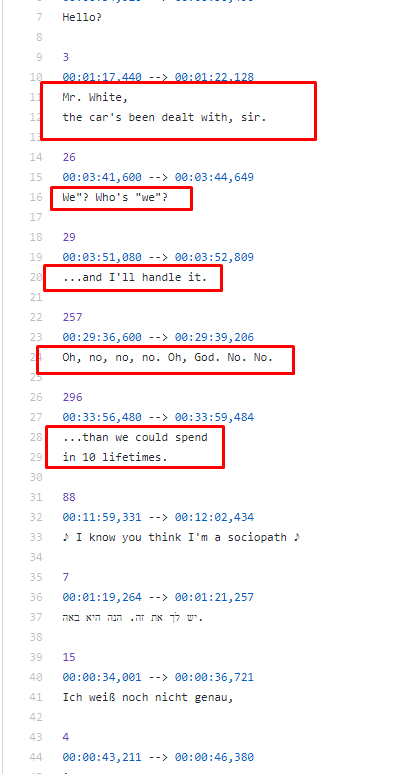 7 Hello?
8
9 3
10 00:01:17,440 --> 00:01:22,128
11 Mr. White,
12 the car's been dealt with, sir.
13
14 26
15 00:03:41,600 --> 00:03:44,649
16 We"? Who's "we"?
17
18 29
19 00:03:51,080 --> 00:03:52,809
20 ...and I'll handle it.
21
22 257
23 00:29:36,600 --> 00:29:39,206
24 Oh, no, no, no. Oh, God. No. No.
25
26 296
27 00:33:56,480 --> 00:33:59,484
28 ...than we could spend
29 in 10 lifetimes.
30
31 88
32 00:11:59,331 --> 00:12:02,434
33 ♪ I know you think I'm a sociopath ♪
34
35 7
36 00:01:19,264 --> 00:01:21,257
37 יש לך את זה. הנה היא באה.
38
39 15
40 00:00:34,001 --> 00:00:36,721
41 Ich weiß noch nicht genau,
42
43 4
44 00:00:43,211 --> 00:00:46,380